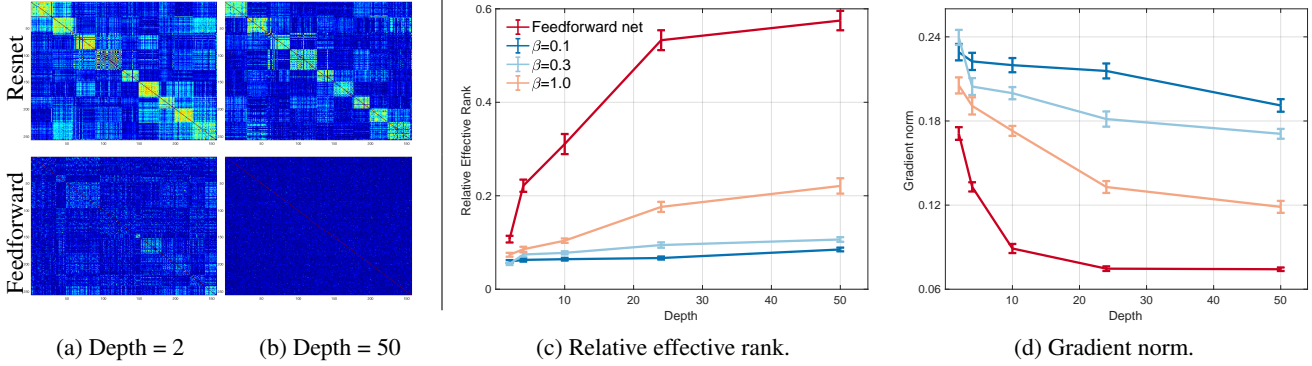 Resnet
Feedforward
(a) Depth = 2
(b) Depth = 50
Relative Effective Rank
0.6
0.4
0.2
0
Feedforward net
β=0.1
β=0.3
β=1.0
10 20 30 40 50
Depth
(c) Relative effective rank.
Gradient norm
0.24
0.18
0.12
0.06
10 20 30 40 50
Depth
(d) Gradient norm.